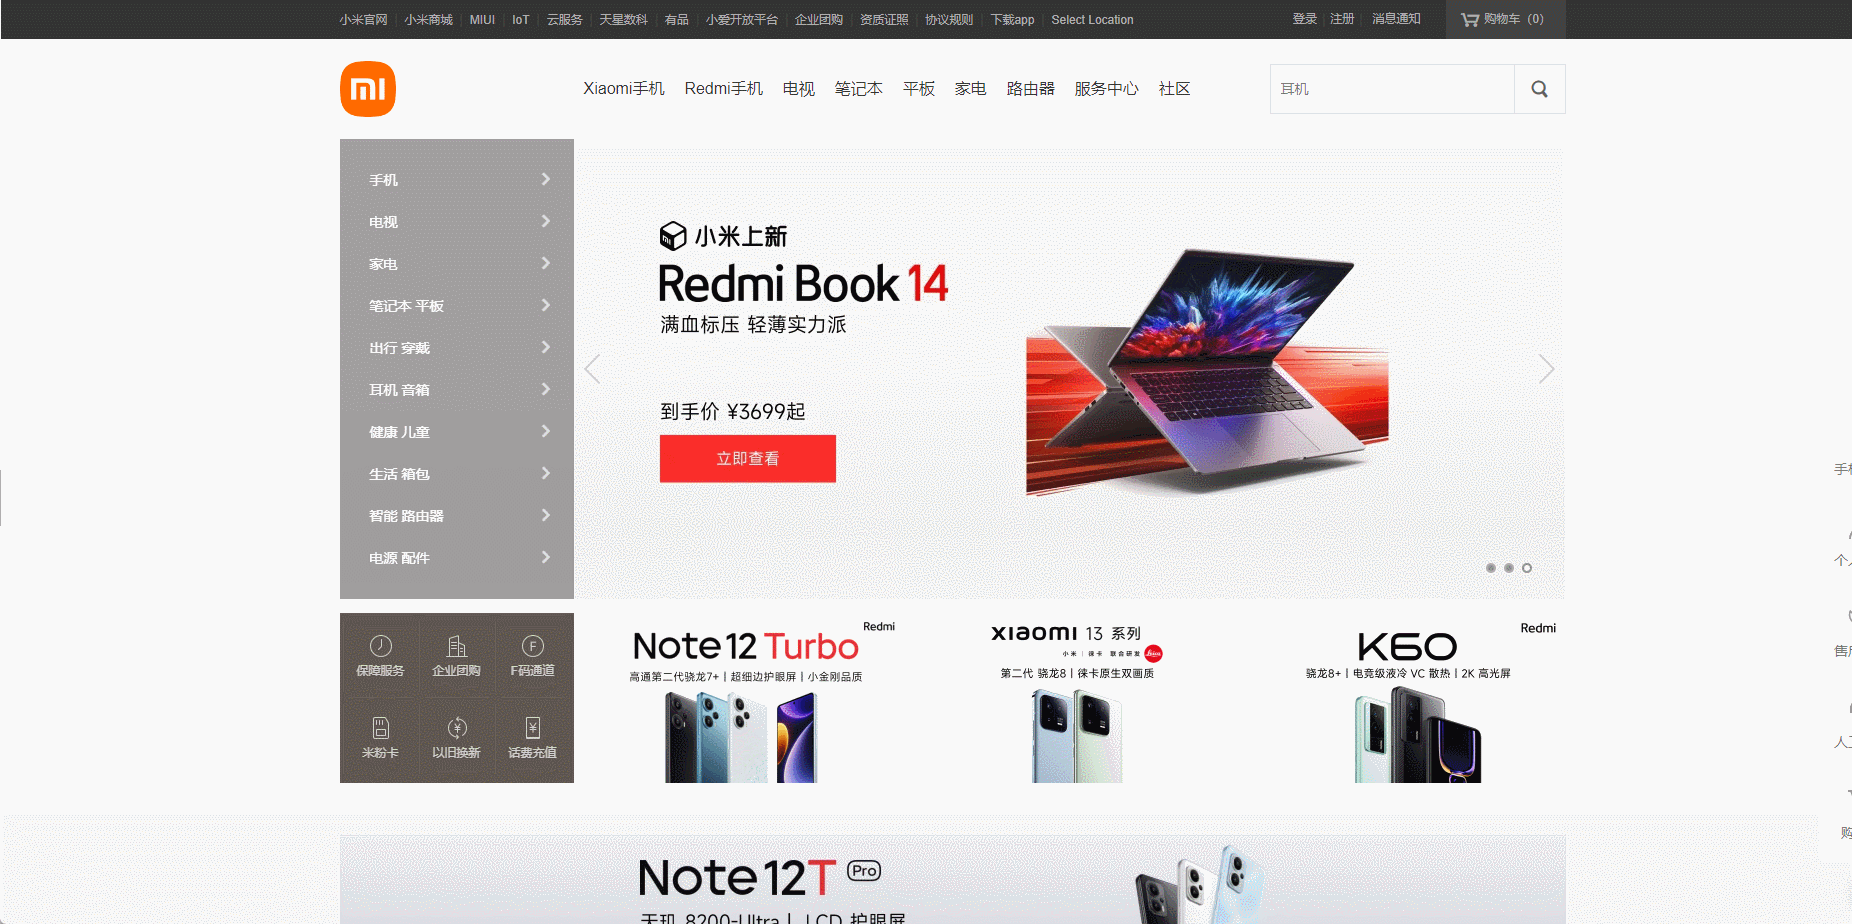 小米官网 小米商城 MIUI IoT 云服务 天星数科 有品 小爱开放平台 企业团购 资质证照 协议规则 下载app Select Location 登录 注册 消息通知 购物车（0）
Xiaomi手机 Redmi手机 电视 笔记本 平板 家电 路由器 服务中心 社区 耳机
手机
电视
家电
笔记本 平板
出行 穿戴
耳机 音箱
健康 儿童
生活 箱包
智能 路由器
电源 配件
小米上新
Redmi Book 14
满血标压 轻薄实力派
到手价 ¥3699起
立即查看
保障服务 企业团购 F码通道
米粉卡 以旧换新 话费充值
Redmi
Note 12 Turbo
高通第二代骁龙7+ | 超细边护眼屏 | 小金刚品质
xiaomi 13 系列
小米 | 徕卡 联合研发
第二代 骁龙8 | 徕卡原生双画质
Redmi
K60
骁龙8+ | 电竞级液冷 VC 散热 | 2K 高光屏
Note 12T Pro
天玑 8200-Ultra | LCD 护眼屏
手
个
售
人
购